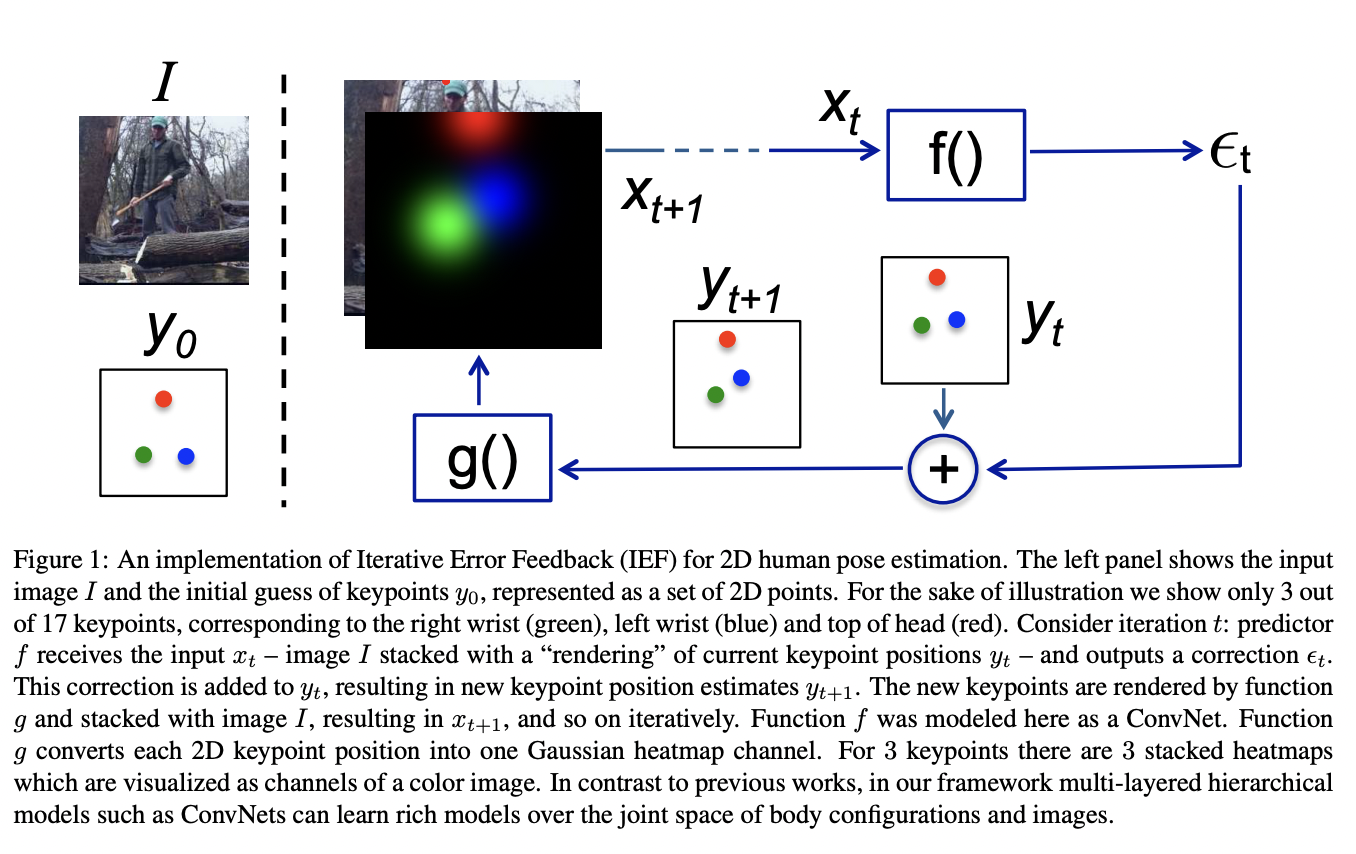 I
x_t
f()
ϵ_t
x_{t+1}
y_{t+1}
y_t
y_0
g()
+
Figure 1: An implementation of Iterative Error Feedback (IEF) for 2D human pose estimation. The left panel shows the input
image I and the initial guess of keypoints y_0, represented as a set of 2D points. For the sake of illustration we show only 3 out
of 17 keypoints, corresponding to the right wrist (green), left wrist (blue) and top of head (red). Consider iteration t: predictor
f receives the input x_t – image I stacked with a “rendering” of current keypoint positions y_t – and outputs a correction ϵ_t.
This correction is added to y_t, resulting in new keypoint position estimates y_{t+1}. The new keypoints are rendered by function
g and stacked with image I, resulting in x_{t+1}, and so on iteratively. Function f was modeled here as a ConvNet. Function
g converts each 2D keypoint position into one Gaussian heatmap channel. For 3 keypoints there are 3 stacked heatmaps
which are visualized as channels of a color image. In contrast to previous works, in our framework multi-layered hierarchical
models such as ConvNets can learn rich models over the joint space of body configurations and images.